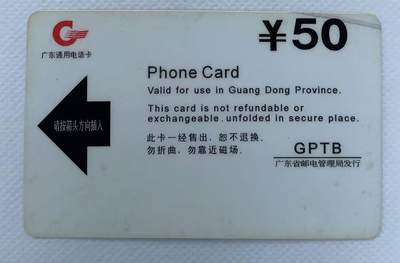 ¥50
广东通用电话卡
Phone Card
Valid for use in Guang Dong Province.
This card is not refundable or
exchangeable.unfolded in secure place.
请按箭头方向插入
此卡一经售出，恕不退换。
勿折曲、勿靠近磁场。
GPTB
广东省邮电管理局发行